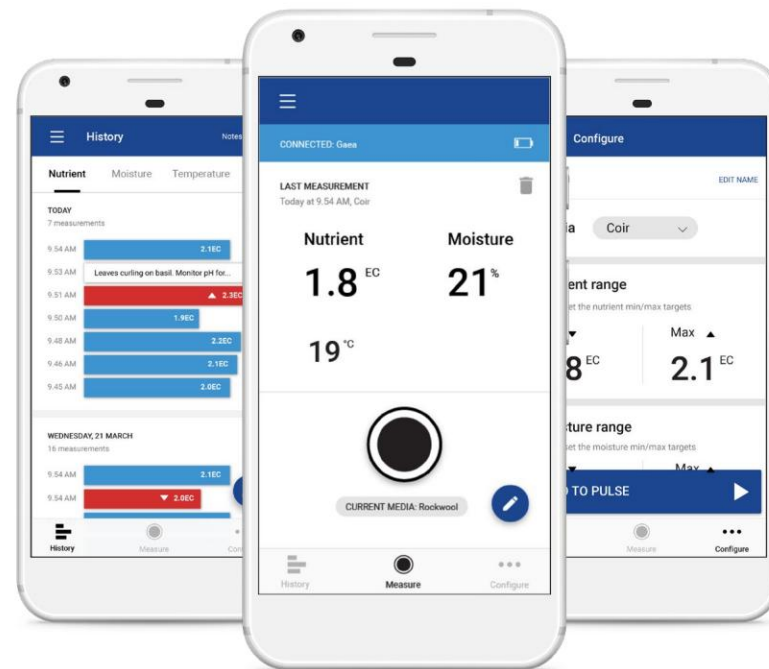 History
Notes
Nutrient Moisture Temperature
TODAY
7 measurements
9.54 AM 2.1EC
9.53 AM Leaves curling on basil. Monitor pH for...
9.51 AM ▲ 2.3EC
9.50 AM 1.9EC
9.48 AM 2.2EC
9.46 AM 2.1EC
9.45 AM 2.0EC
WEDNESDAY, 21 MARCH
16 measurements
9.54 AM 2.1EC
9.54 AM ▼ 2.0EC
History Measure
CONNECTED: Gaea
LAST MEASUREMENT
Today at 9.54 AM, Coir
Nutrient Moisture
1.8 EC 21%
19 °C
CURRENT MEDIA: Rockwool
History Measure Configure
Configure
EDIT NAME
Coir
range
the nutrient min/max targets
▼ Max ▲
8 EC 2.1 EC
range
set the moisture min/max targets
▼ Max ▲
TO PULSE
Measure Configure